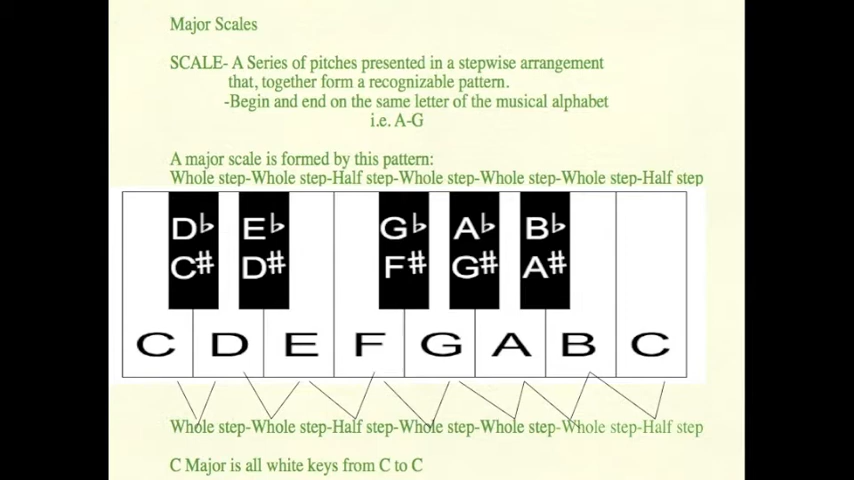 Major Scales
SCALE- A Series of pitches presented in a stepwise arrangement
that, together form a recognizable pattern.
-Begin and end on the same letter of the musical alphabet
i.e. A-G
A major scale is formed by this pattern:
Whole step-Whole step-Half step-Whole step-Whole step-Whole step-Half step
D♭ E♭ G♭ A♭ B♭
C# D# F# G# A#
C D E F G A B C
Whole step-Whole step-Half step-Whole step-Whole step-Whole step-Half step
C Major is all white keys from C to C